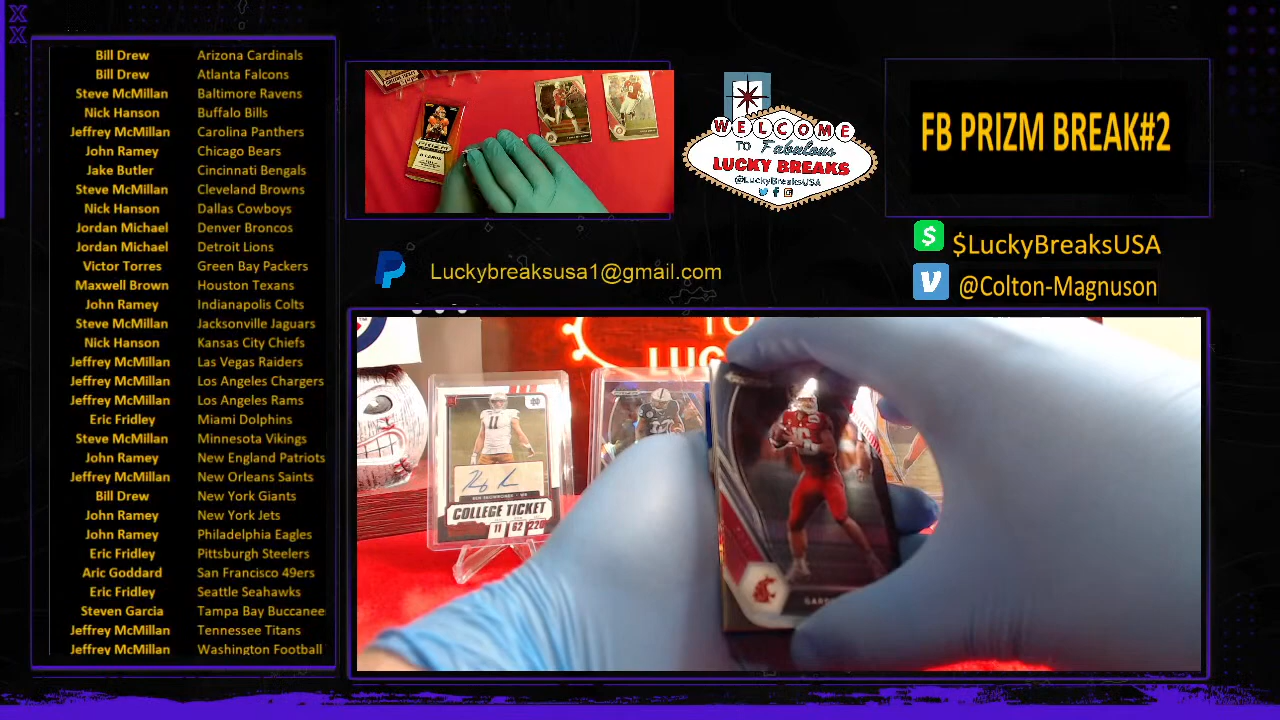 Bill Drew Arizona Cardinals
Bill Drew Atlanta Falcons
Steve McMillan Baltimore Ravens
Nick Hanson Buffalo Bills
Jeffrey McMillan Carolina Panthers
John Ramey Chicago Bears
Jake Butler Cincinnati Bengals
Steve McMillan Cleveland Browns
Nick Hanson Dallas Cowboys
Jordan Michael Denver Broncos
Jordan Michael Detroit Lions
Victor Torres Green Bay Packers
Maxwell Brown Houston Texans
John Ramey Indianapolis Colts
Steve McMillan Jacksonville Jaguars
Nick Hanson Kansas City Chiefs
Jeffrey McMillan Las Vegas Raiders
Jeffrey McMillan Los Angeles Chargers
Jeffrey McMillan Los Angeles Rams
Eric Fridley Miami Dolphins
Steve McMillan Minnesota Vikings
John Ramey New England Patriots
Jeffrey McMillan New Orleans Saints
Bill Drew New York Giants
John Ramey New York Jets
John Ramey Philadelphia Eagles
Eric Fridley Pittsburgh Steelers
Aric Goddard San Francisco 49ers
Eric Fridley Seattle Seahawks
Steven Garcia Tampa Bay Buccanee
Jeffrey McMillan Tennessee Titans
Jeffrey McMillan Washington Football
PRIZM
WELCOME
TO Fabulous
LUCKY BREAKS
@LuckyBreaksUSA
FB PRIZM BREAK#2
$LuckyBreaksUSA
@Colton-Magnuson
Luckybreaksusa1@gmail.com
TO
LUC
11
COLLEGE TICKET
11 62 220